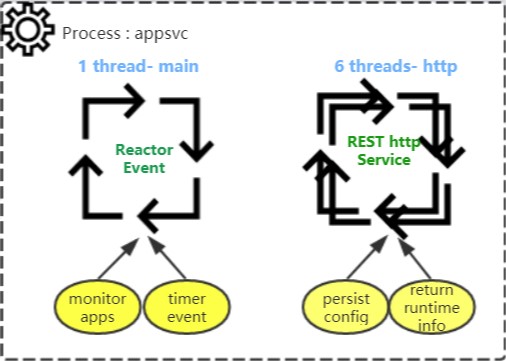 Process : appsvc
1 thread- main
6 threads- http
Reactor
Event
REST http
Service
monitor
apps
timer
event
persist
config
return
runtime
info